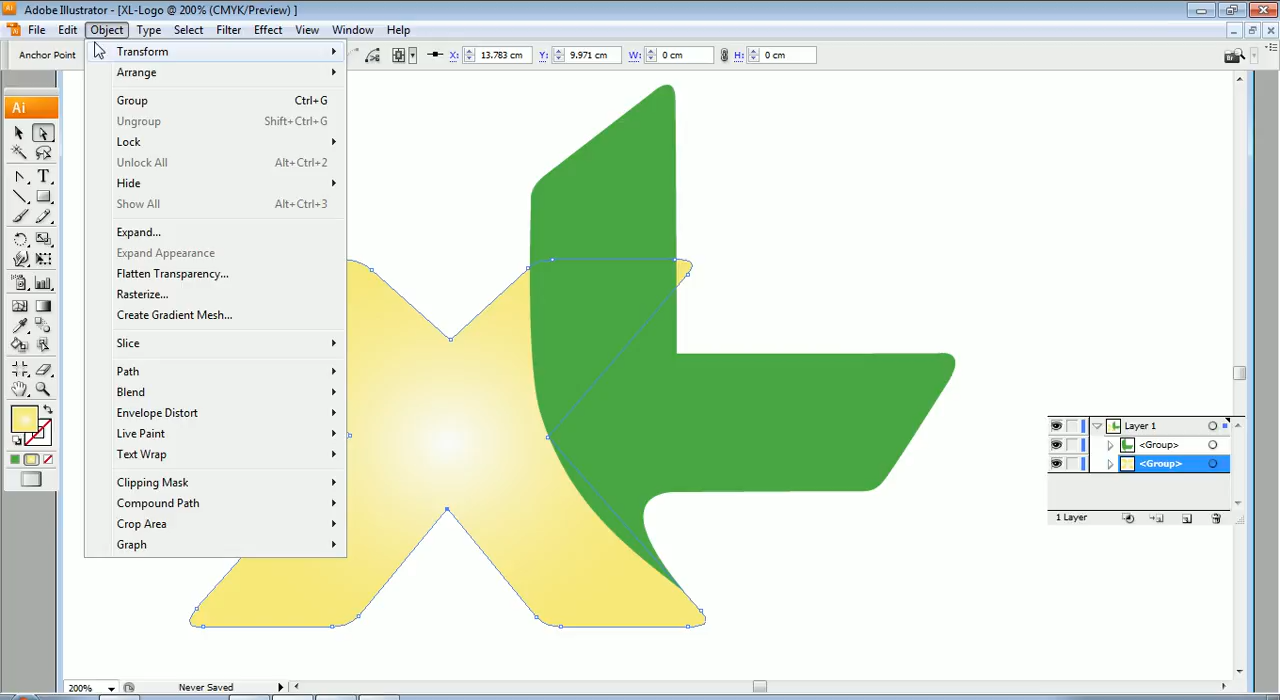 Adobe Illustrator - [XL-Logo @ 200% (CMYK/Preview) ]
File Edit Object Type Select Filter Effect View Window Help
Anchor Point X: 13.783 cm Y: 9.971 cm W: 0 cm H: 0 cm
Transform
Arrange
Group Ctrl+G
Ungroup Shift+Ctrl+G
Lock
Unlock All Alt+Ctrl+2
Hide
Show All Alt+Ctrl+3
Expand...
Expand Appearance
Flatten Transparency...
Rasterize...
Create Gradient Mesh...
Slice
Path
Blend
Envelope Distort
Live Paint
Text Wrap
Clipping Mask
Compound Path
Crop Area
Graph
Ai
Layer 1
<Group>
<Group>
1 Layer
200% Never Saved